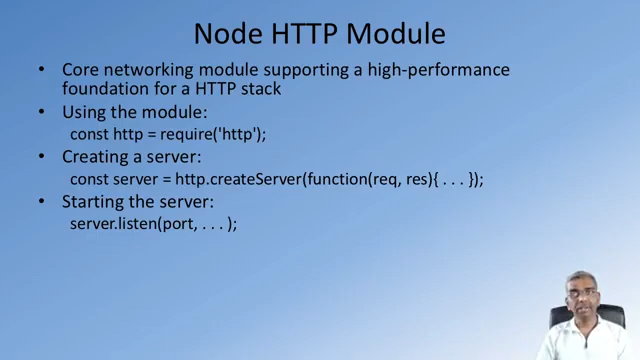 Node HTTP Module
• Core networking module supporting a high-performance
foundation for a HTTP stack
• Using the module:
const http = require('http');
• Creating a server:
const server = http.createServer(function(req, res){ . . . });
• Starting the server:
server.listen(port, . . . );